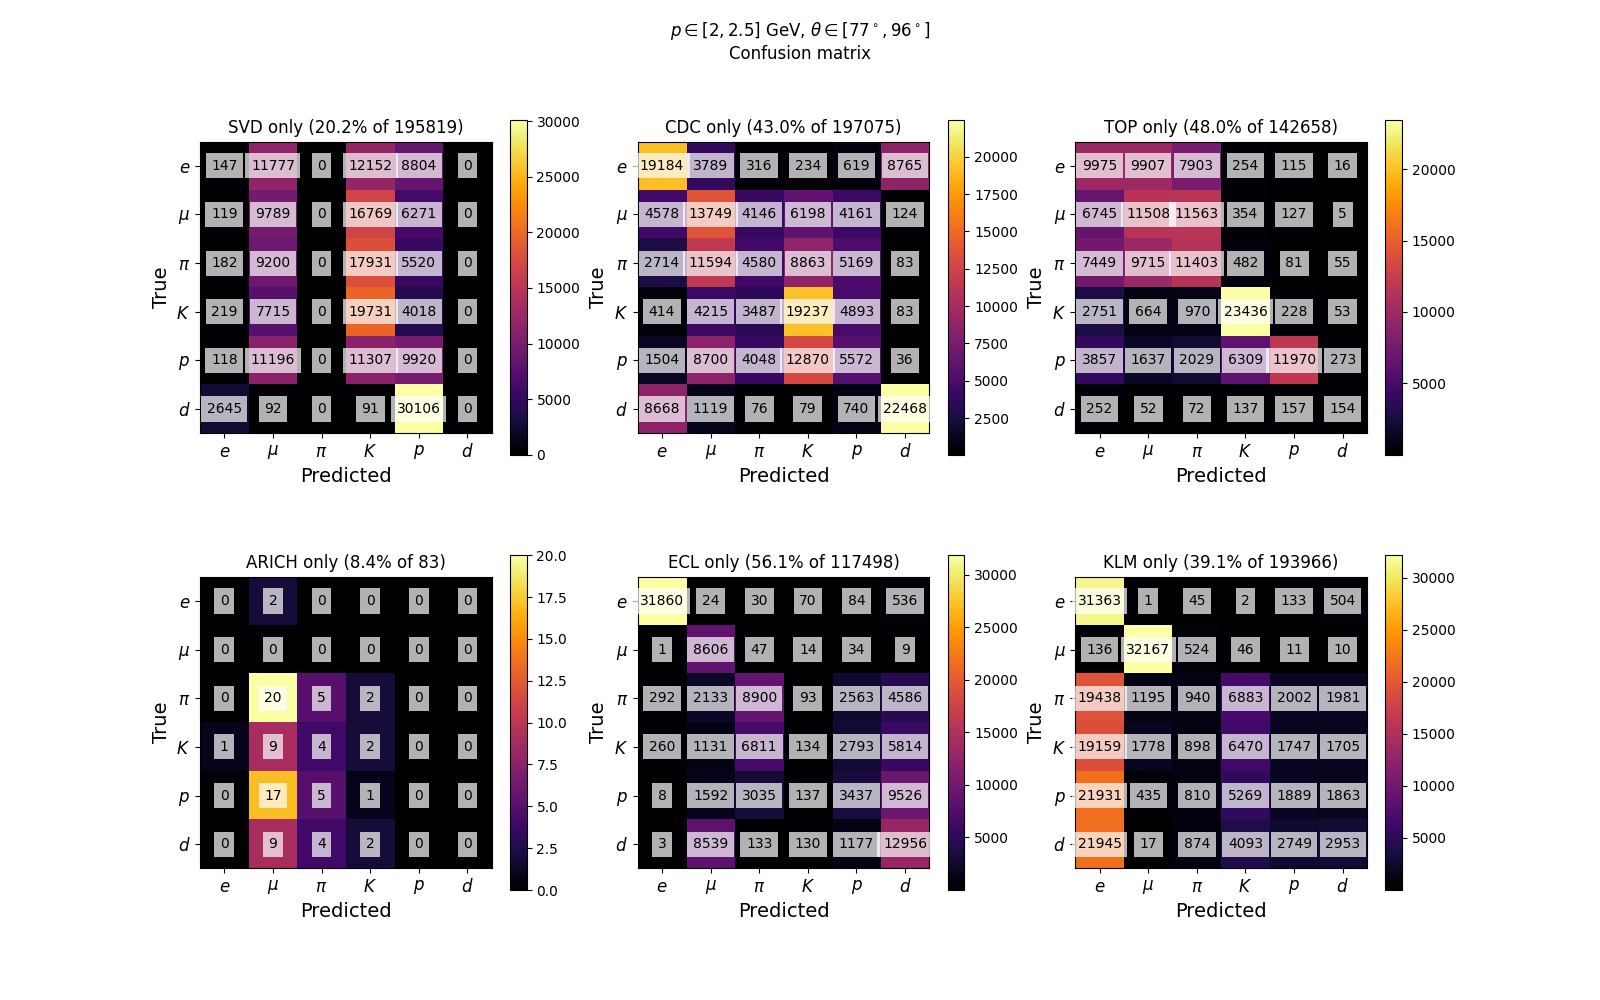 p ∈ [2, 2.5] GeV, θ ∈ [77°, 96°]
Confusion matrix
SVD only (20.2% of 195819)
True
e 147 11777 0 12152 8804 0
μ 119 9789 0 16769 6271 0
π 182 9200 0 17931 5520 0
K 219 7715 0 19731 4018 0
p 118 11196 0 11307 9920 0
d 2645 92 0 91 30106 0
e μ π K p d
Predicted
30000
25000
20000
15000
10000
5000
0
CDC only (43.0% of 197075)
True
e 19184 3789 316 234 619 8765
μ 4578 13749 4146 6198 4161 124
π 2714 11594 4580 8863 5169 83
K 414 4215 3487 19237 4893 83
p 1504 8700 4048 12870 5572 36
d 8668 1119 76 79 740 22468
e μ π K p d
Predicted
20000
17500
15000
12500
10000
7500
5000
2500
TOP only (48.0% of 142658)
True
e 9975 9907 7903 254 115 16
μ 6745 11508 11563 354 127 5
π 7449 9715 11403 482 81 55
K 2751 664 970 23436 228 53
p 3857 1637 2029 6309 11970 273
d 252 52 72 137 157 154
e μ π K p d
Predicted
20000
15000
10000
5000
ARICH only (8.4% of 83)
True
e 0 2 0 0 0 0
μ 0 0 0 0 0 0
π 0 20 5 2 0 0
K 1 9 4 2 0 0
p 0 17 5 1 0 0
d 0 9 4 2 0 0
e μ π K p d
Predicted
20.0
17.5
15.0
12.5
10.0
7.5
5.0
2.5
0.0
ECL only (56.1% of 117498)
True
e 31860 24 30 70 84 536
μ 1 8606 47 14 34 9
π 292 2133 8900 93 2563 4586
K 260 1131 6811 134 2793 5814
p 8 1592 3035 137 3437 9526
d 3 8539 133 130 1177 12956
e μ π K p d
Predicted
30000
25000
20000
15000
10000
5000
KLM only (39.1% of 193966)
True
e 31363 1 45 2 133 504
μ 136 32167 524 46 11 10
π 19438 1195 940 6883 2002 1981
K 19159 1778 898 6470 1747 1705
p 21931 435 810 5269 1889 1863
d 21945 17 874 4093 2749 2953
e μ π K p d
Predicted
30000
25000
20000
15000
10000
5000